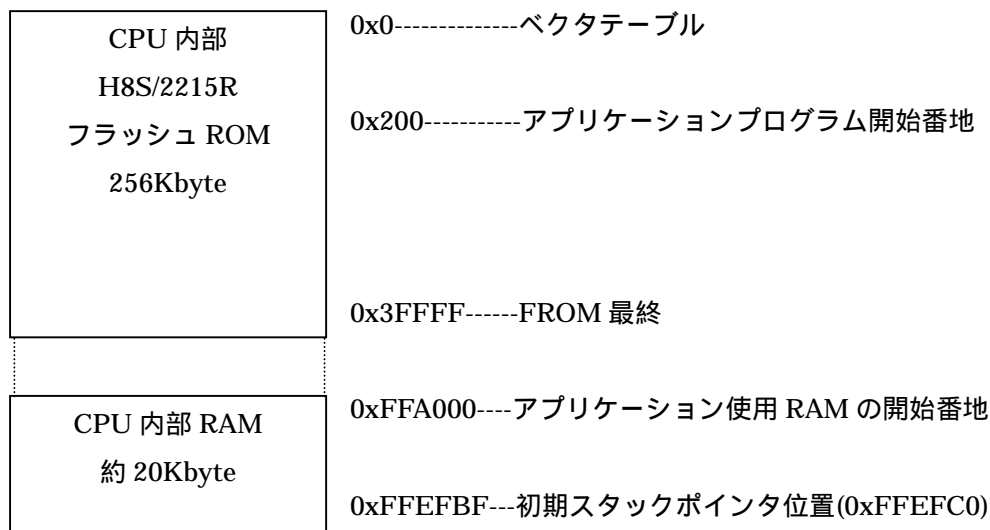 CPU 内部
H8S/2215R
フラッシュ ROM
256Kbyte
0x0--------------ベクタテーブル
0x200-----------アプリケーションプログラム開始番地
0x3FFFF------FROM 最終
CPU 内部 RAM
約 20Kbyte
0xFFA000----アプリケーション使用 RAM の開始番地
0xFFEFBF---初期スタックポインタ位置(0xFFEFC0)